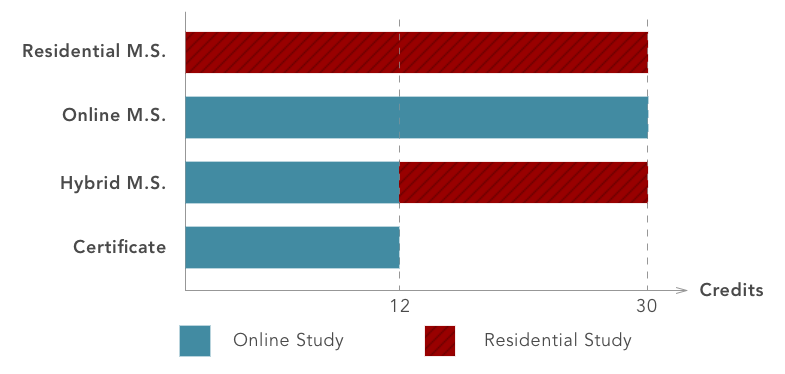 Residential M.S.
Online M.S.
Hybrid M.S.
Certificate
Credits
12
30
Online Study
Residential Study